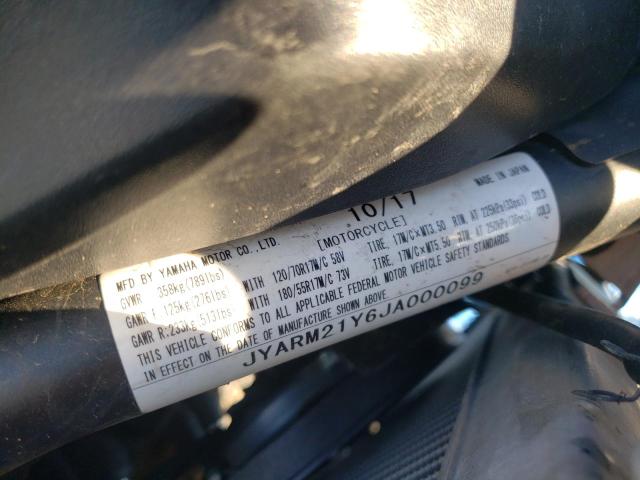 10/17 MADE IN JAPAN
MFD BY YAMAHA MOTOR CO.,LTD. [MOTORCYCLE]
GVWR 358kg(789lbs)
GAWR F. 125kg(276lbs) WITH 120/70R17M/C 58V TIRE, 17M/C×MT3.50 RIM, AT 225kPa(33psi) COLD
GAWR R. 233kg(513lbs) WITH 180/55R17M/C 73V TIRE, 17M/C×MT5.50 RIM, AT 250kPa(36psi) COLD
THIS VEHICLE CONFORMS TO ALL APPLICABLE FEDERAL MOTOR VEHICLE SAFETY STANDARDS
IN EFFECT ON THE DATE OF MANUFACTURE SHOWN ABOVE
JYARM21Y6JA000099